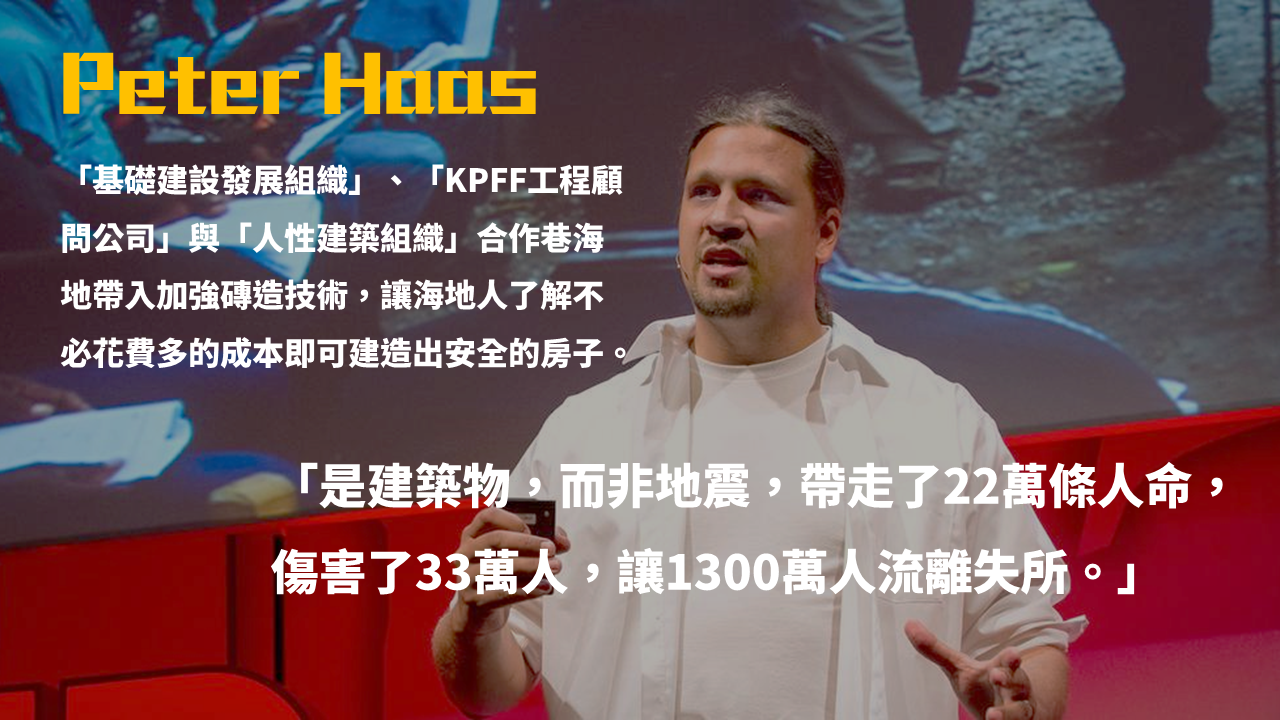 Peter Haas
「基礎建設發展組織」、「KPFF工程顧
問公司」與「人性建築組織」合作巷海
地帶入加強磚造技術，讓海地人了解不
必花費多的成本即可建造出安全的房子。
「是建築物，而非地震，帶走了22萬條人命，
傷害了33萬人，讓1300萬人流離失所。」